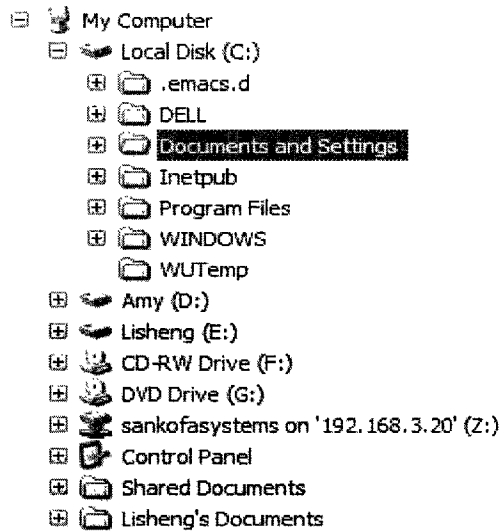 My Computer
Local Disk (C:)
.emacs.d
DELL
Documents and Settings
Inetpub
Program Files
WINDOWS
WUTemp
Amy (D:)
Lisheng (E:)
CD-RW Drive (F:)
DVD Drive (G:)
sankofasystems on '192.168.3.20' (Z:)
Control Panel
Shared Documents
Lisheng's Documents